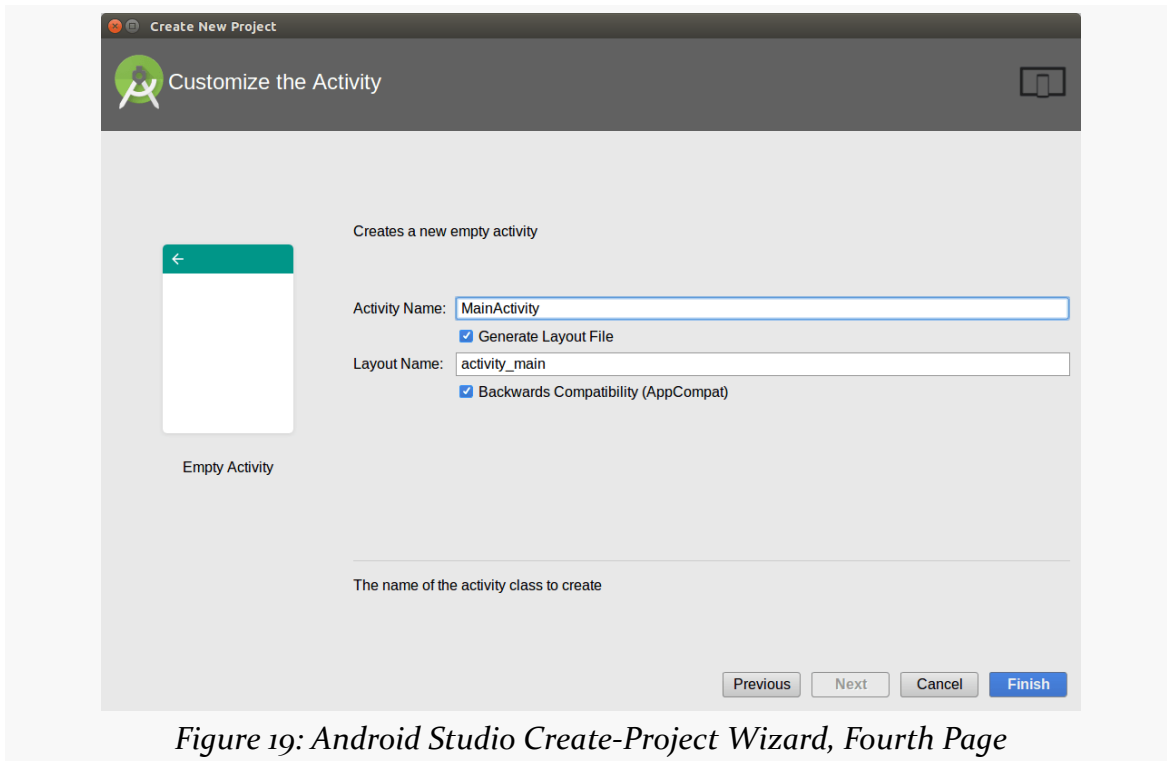 Create New Project
Customize the Activity
Creates a new empty activity
Activity Name: MainActivity
Generate Layout File
Layout Name: activity_main
Backwards Compatibility (AppCompat)
Empty Activity
The name of the activity class to create
Previous Next Cancel Finish
Figure 19: Android Studio Create-Project Wizard, Fourth Page